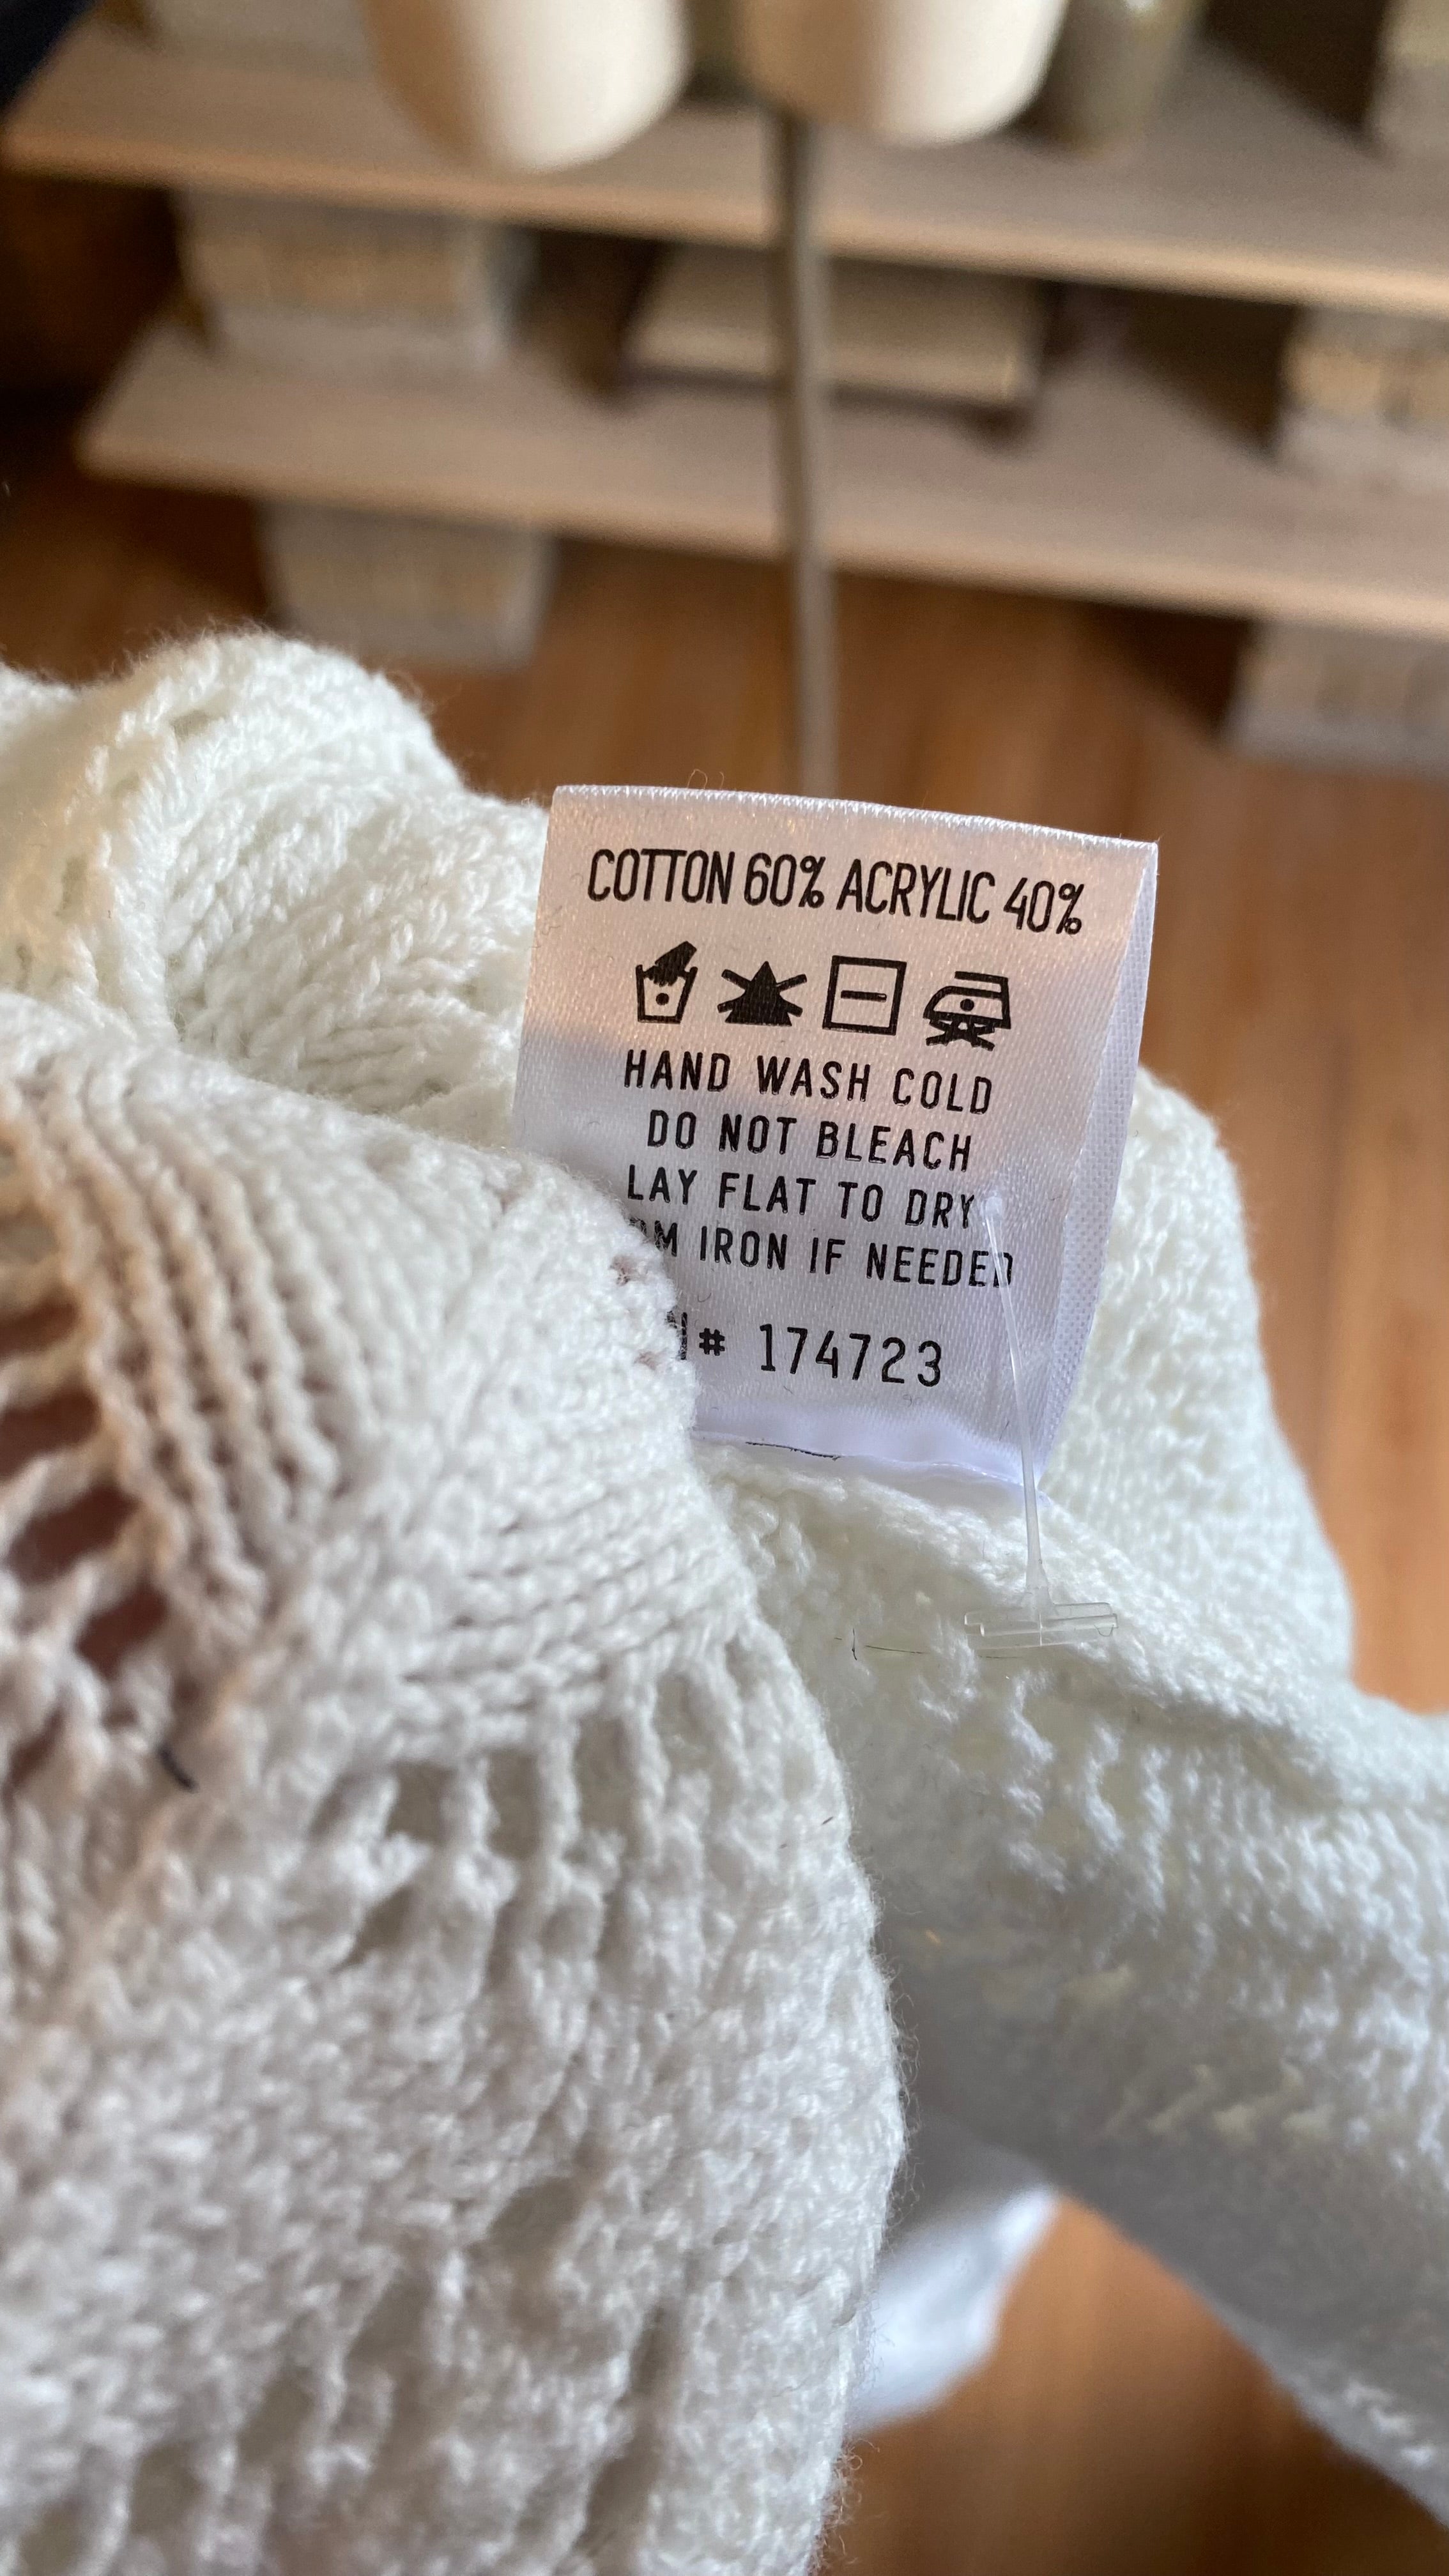 COTTON 60% ACRYLIC 40%
HAND WASH COLD
DO NOT BLEACH
LAY FLAT TO DRY
IRON IF NEEDED
# 174723